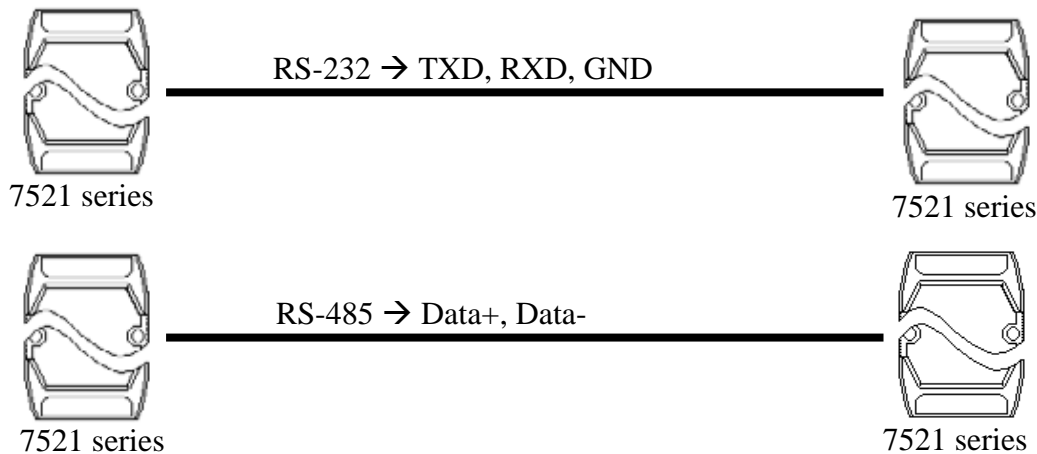 RS-232 → TXD, RXD, GND
7521 series
7521 series
RS-485 → Data+, Data-
7521 series
7521 series